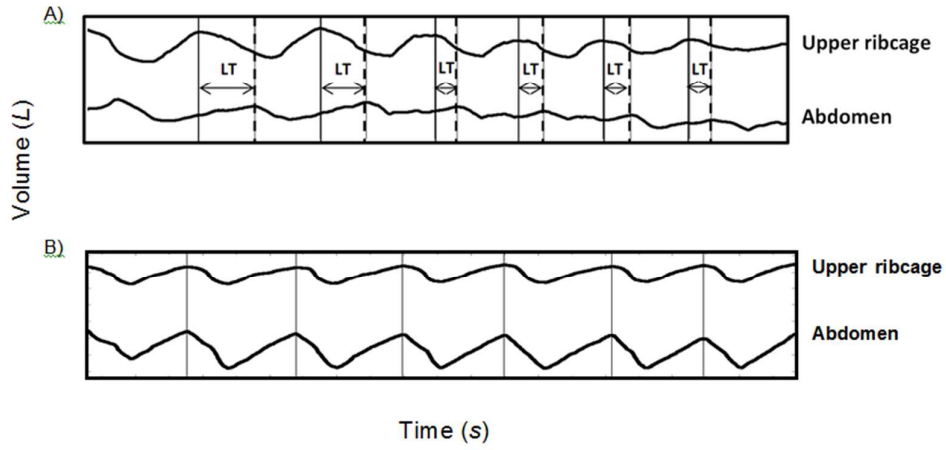 A)
Upper ribcage
LT LT LT LT LT LT
Abdomen
Volume (L)
B)
Upper ribcage
Abdomen
Time (s)